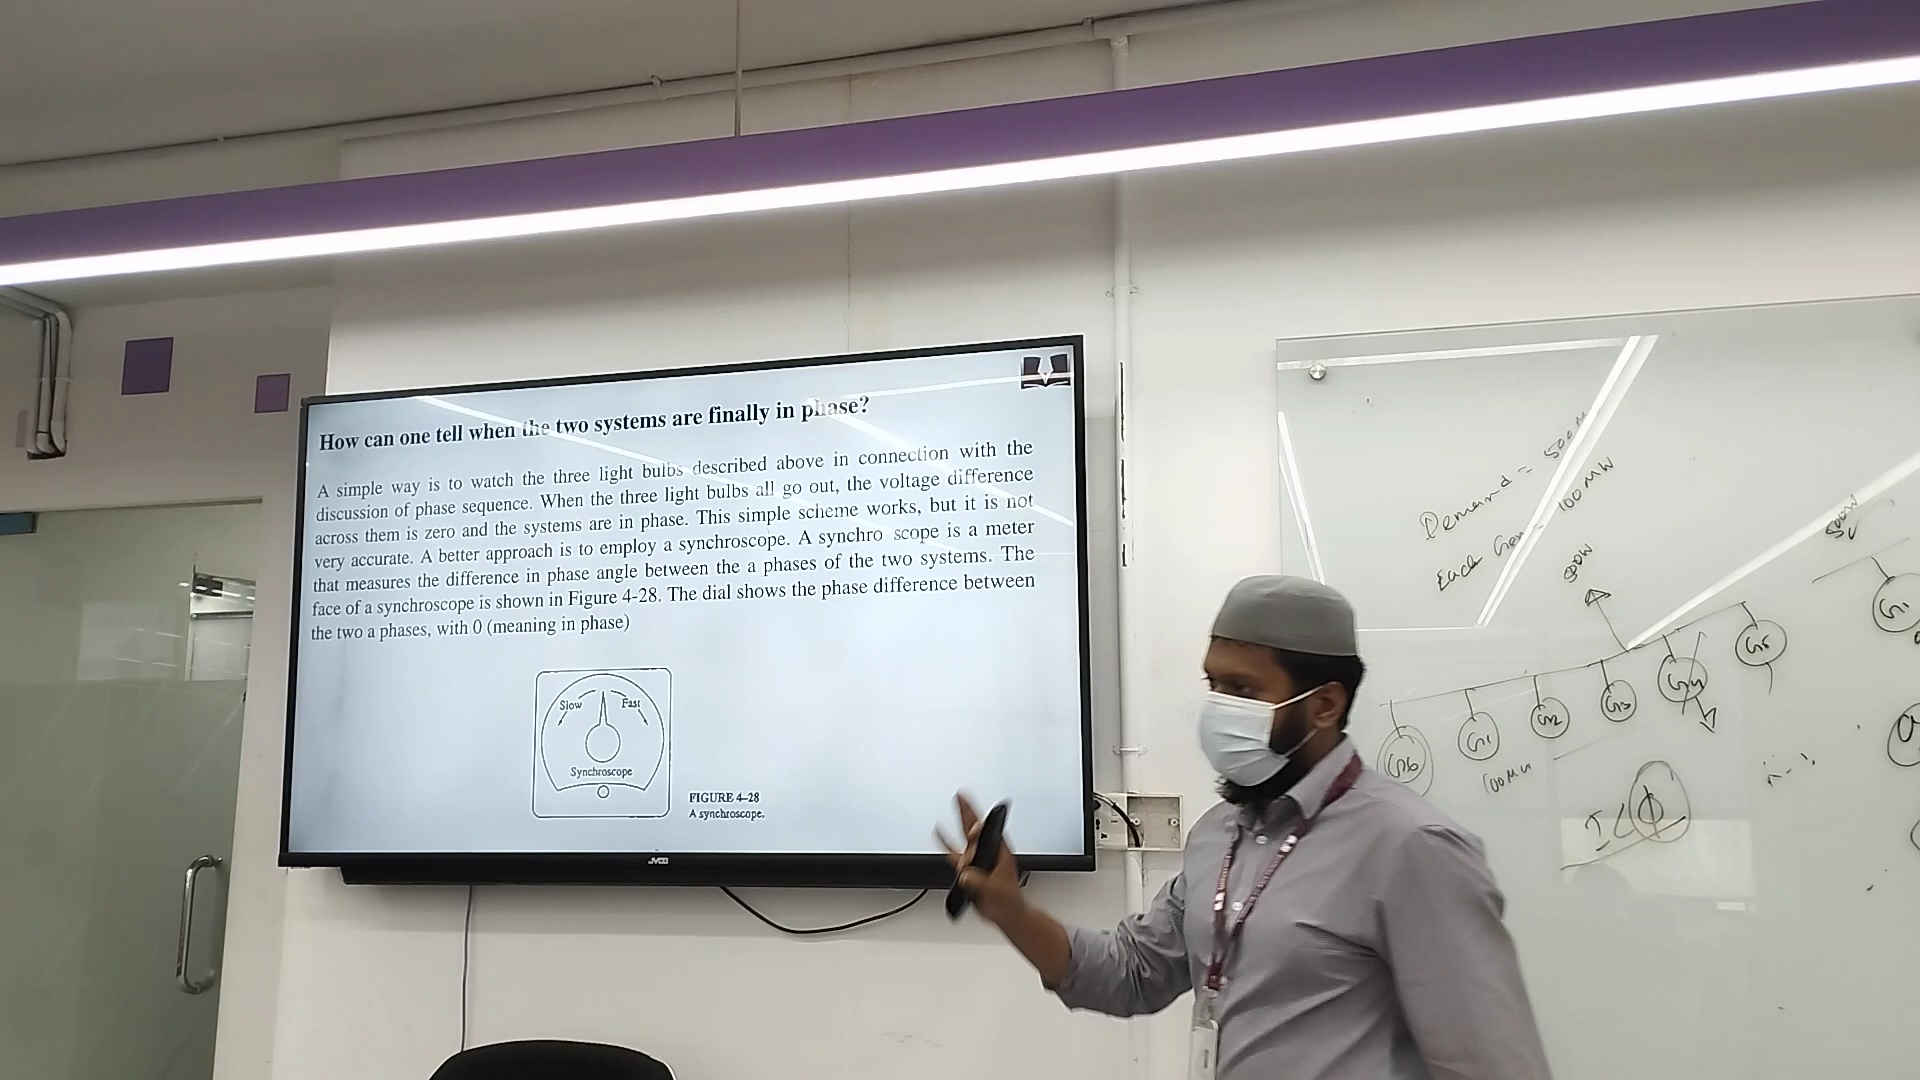 How can one tell when the two systems are finally in phase?
A simple way is to watch the three light bulbs described above in connection with the
discussion of phase sequence. When the three light bulbs all go out, the voltage difference
across them is zero and the systems are in phase. This simple scheme works, but it is not
very accurate. A better approach is to employ a synchroscope. A synchro scope is a meter
that measures the difference in phase angle between the a phases of the two systems. The
face of a synchroscope is shown in Figure 4-28. The dial shows the phase difference between
the two a phases, with 0 (meaning in phase)
Slow Fast
Synchroscope
FIGURE 4–28
A synchroscope.
JVCO
Demand = 500 M
Each Gen = 100 MW
G6 G1 G2 G3 G4 G5
100 MW
I < Φ
n-1